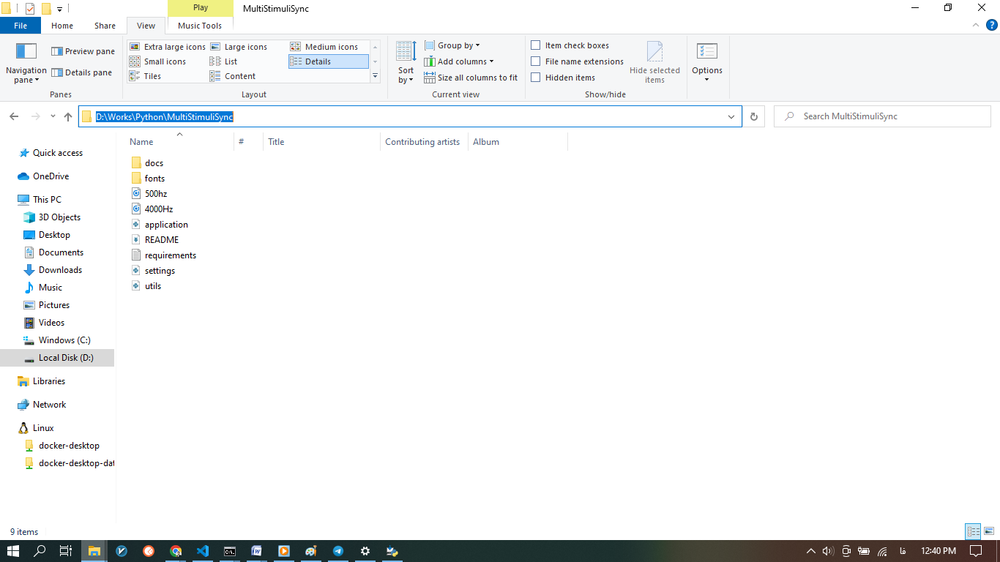 Play
MultiStimuliSync
File
Home
Share
View
Music Tools
Navigation pane
Preview pane
Details pane
Panes
Extra large icons
Large icons
Medium icons
Small icons
List
Details
Tiles
Content
Layout
Sort by
Group by
Add columns
Size all columns to fit
Current view
Item check boxes
File name extensions
Hidden items
Hide selected items
Show/hide
Options
D:\Works\Python\MultiStimuliSync
Search MultiStimuliSync
Name
#
Title
Contributing artists
Album
Quick access
OneDrive
This PC
3D Objects
Desktop
Documents
Downloads
Music
Pictures
Videos
Windows (C:)
Local Disk (D:)
Libraries
Network
Linux
docker-desktop
docker-desktop-dat
docs
fonts
500hz
4000Hz
application
README
requirements
settings
utils
9 items
فا
12:40 PM